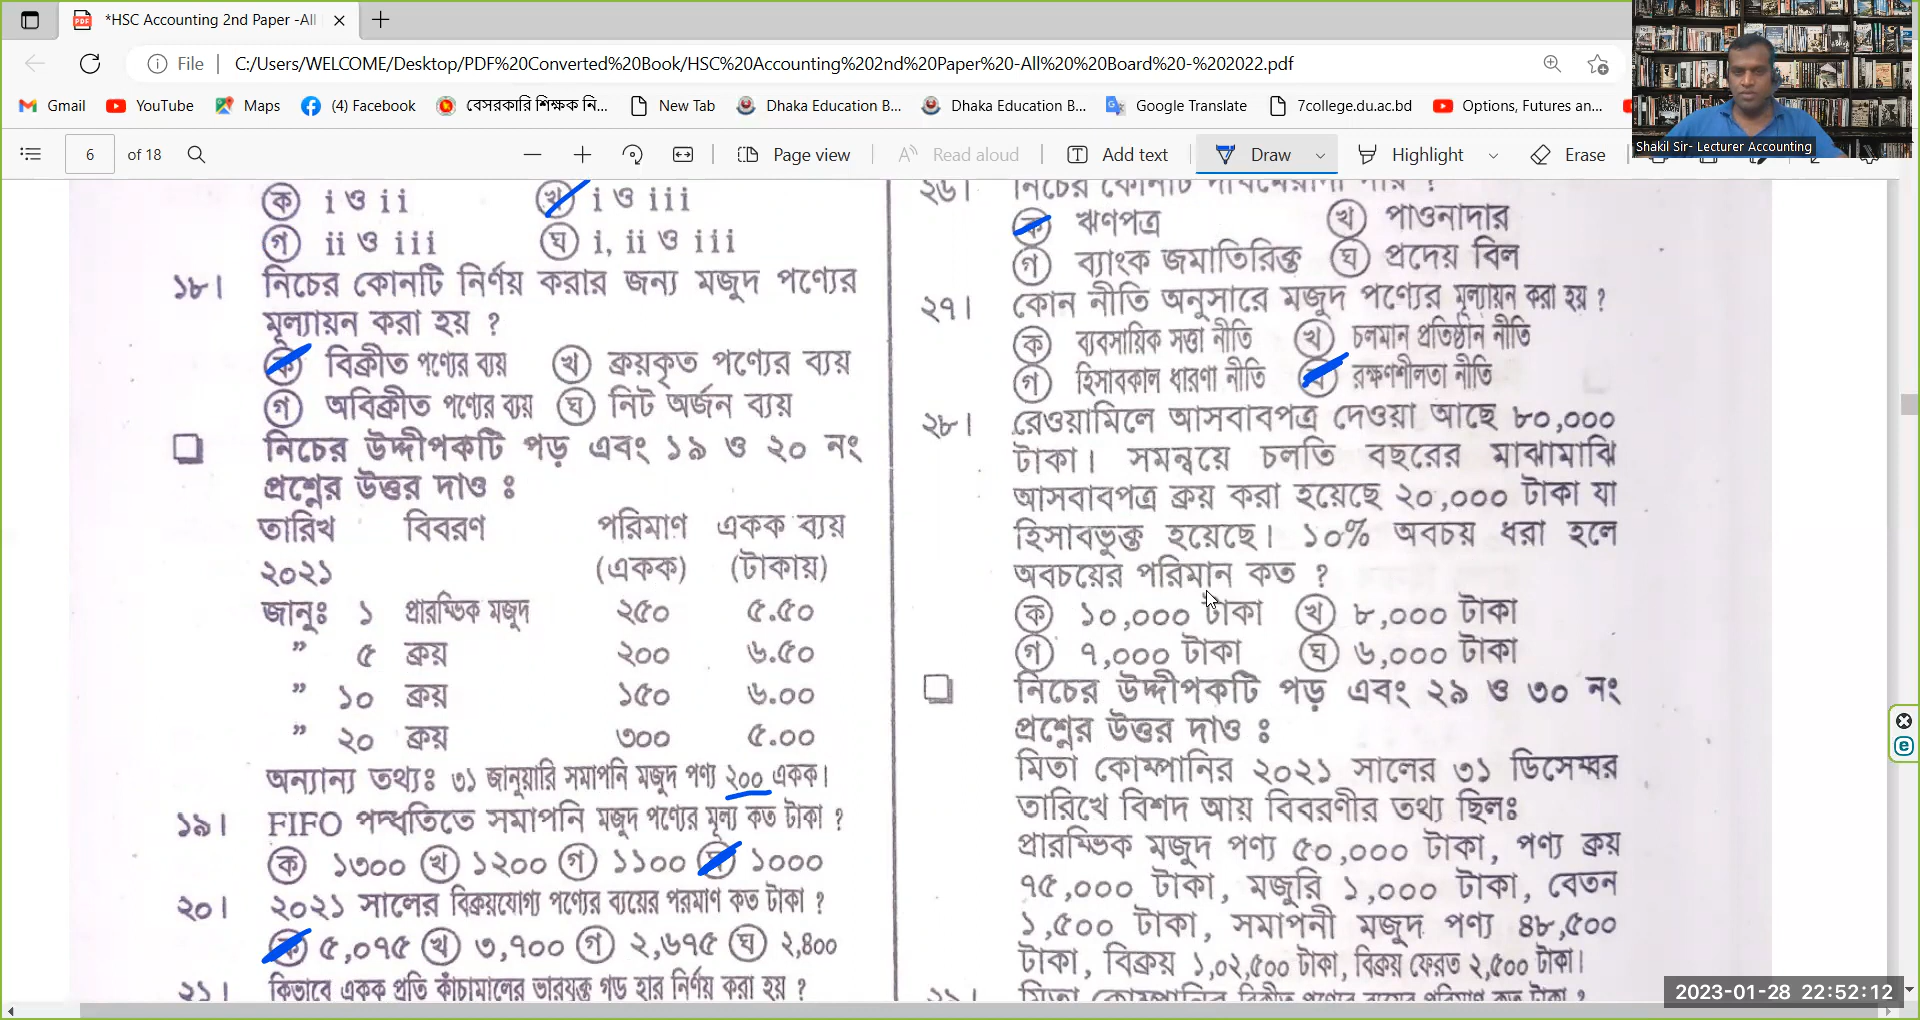 *HSC Accounting 2nd Paper -All
File C:/Users/WELCOME/Desktop/PDF%20Converted%20Book/HSC%20Accounting%202nd%20Paper%20-All%20%20Board%20-%202022.pdf
Gmail YouTube Maps (4) Facebook বেসরকারি শিক্ষক নি... New Tab Dhaka Education B... Dhaka Education B... Google Translate 7college.du.ac.bd Options, Futures an...
Shakil Sir- Lecturer Accounting
6 of 18 Page view Read aloud Add text Draw Highlight Erase
ক i ও ii খ i ও iii
গ ii ও iii ঘ i, ii ও iii
১৮। নিচের কোনটি নির্ণয় করার জন্য মজুদ পণ্যের
মূল্যায়ন করা হয় ?
ক বিক্রীত পণ্যের ব্যয় খ ক্রয়কৃত পণ্যের ব্যয়
গ অবিক্রীত পণ্যের ব্যয় ঘ নিট অর্জন ব্যয়
নিচের উদ্দীপকটি পড় এবং ১৯ ও ২০ নং
প্রশ্নের উত্তর দাও ঃ
তারিখ বিবরণ পরিমাণ একক ব্যয়
২০২১ (একক) (টাকায়)
জানুঃ ১ প্রারম্ভিক মজুদ ২৫০ ৫.৫০
” ৫ ক্রয় ২০০ ৬.৫০
” ১০ ক্রয় ১৫০ ৬.০০
” ২০ ক্রয় ৩০০ ৫.০০
অন্যান্য তথ্যঃ ৩১ জানুয়ারি সমাপনি মজুদ পণ্য ২০০ একক।
১৯। FIFO পদ্ধতিতে সমাপনি মজুদ পণ্যের মূল্য কত টাকা ?
ক ১৩০০ খ ১২০০ গ ১১০০ ঘ ১০০০
২০। ২০২১ সালের বিক্রয়যোগ্য পণ্যের ব্যয়ের পরমাণ কত টাকা ?
ক ৫,০৭৫ খ ৩,৭০০ গ ২,৬৭৫ ঘ ২,৪০০
২১। কিভাবে একক প্রতি কাঁচামালের ভারযুক্ত গড় হার নির্ণয় করা হয় ?
২৬। নিচের কোনটি
ক ঋণপত্র খ পাওনাদার
গ ব্যাংক জমাতিরিক্ত ঘ প্রদেয় বিল
২৭। কোন নীতি অনুসারে মজুদ পণ্যের মূল্যায়ন করা হয় ?
ক ব্যবসায়িক সত্তা নীতি খ চলমান প্রতিষ্ঠান নীতি
গ হিসাবকাল ধারণা নীতি ঘ রক্ষণশীলতা নীতি
২৮। রেওয়ামিলে আসবাবপত্র দেওয়া আছে ৮০,০০০
টাকা। সমন্বয়ে চলতি বছরের মাঝামাঝি
আসবাবপত্র ক্রয় করা হয়েছে ২০,০০০ টাকা যা
হিসাবভুক্ত হয়েছে। ১০% অবচয় ধরা হলে
অবচয়ের পরিমান কত ?
ক ১০,০০০ টাকা খ ৮,০০০ টাকা
গ ৭,০০০ টাকা ঘ ৬,০০০ টাকা
নিচের উদ্দীপকটি পড় এবং ২৯ ও ৩০ নং
প্রশ্নের উত্তর দাও ঃ
মিতা কোম্পানির ২০২১ সালের ৩১ ডিসেম্বর
তারিখে বিশদ আয় বিবরণীর তথ্য ছিলঃ
প্রারম্ভিক মজুদ পণ্য ৫০,০০০ টাকা, পণ্য ক্রয়
৭৫,০০০ টাকা, মজুরি ১,০০০ টাকা, বেতন
১,৫০০ টাকা, সমাপনী মজুদ পণ্য ৪৮,৫০০
টাকা, বিক্রয় ১,০২,৫০০ টাকা, বিক্রয় ফেরত ২,৫০০ টাকা।
২৯। মিতা কোম্পানির বিক্রীত পণ্যের ব্যয়ের পরিমাণ কত টাকা ?
2023-01-28 22:52:12